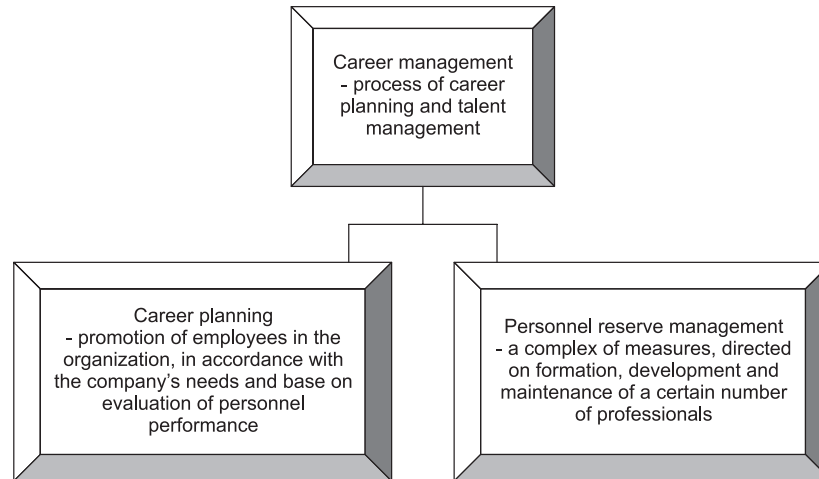 Career management
- process of career
planning and talent
management
Career planning
- promotion of employees in the
organization, in accordance with
the company's needs and base on
evaluation of personnel
performance
Personnel reserve management
- a complex of measures, directed
on formation, development and
maintenance of a certain number
of professionals